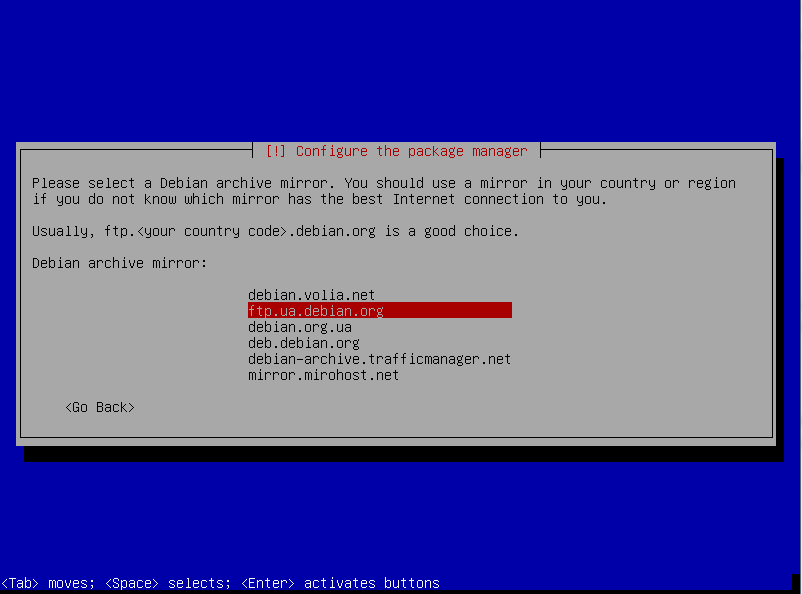 [!] Configure the package manager
Please select a Debian archive mirror. You should use a mirror in your country or region
if you do not know which mirror has the best Internet connection to you.
Usually, ftp.<your country code>.debian.org is a good choice.
Debian archive mirror:
debian.volia.net
ftp.ua.debian.org
debian.org.ua
deb.debian.org
debian-archive.trafficmanager.net
mirror.mirohost.net
<Go Back>
<Tab> moves; <Space> selects; <Enter> activates buttons